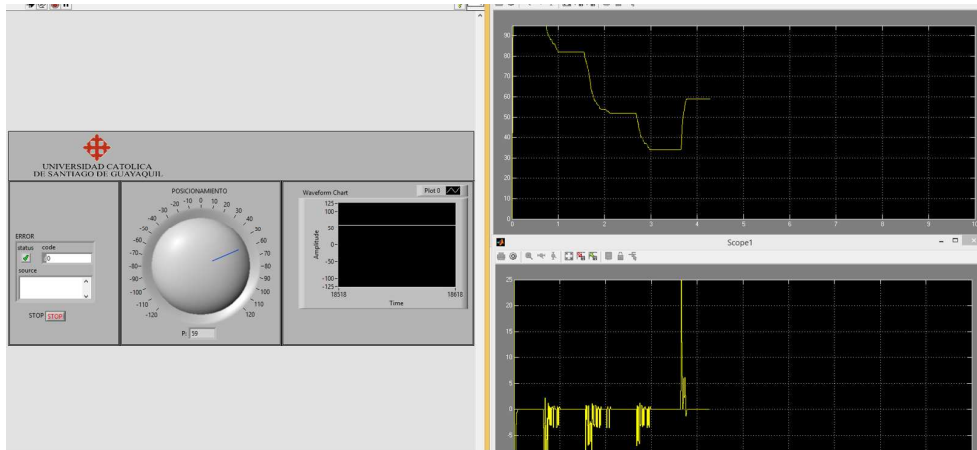 UNIVERSIDAD CATOLICA
DE SANTIAGO DE GUAYAQUIL
ERROR
status code
0
source
STOP STOP
POSICIONAMIENTO
-120 -110 -100 -90 -80 -70 -60 -50 -40 -30 -20 -10 0 10 20 30 40 50 60 70 80 90 100 110 120
P: 59
Waveform Chart
Plot 0
Amplitude
125
100
50
0
-50
-100
-125
18518 18618
Time
90
80
70
60
50
40
30
20
10
0
0 1 2 3 4 5 6 7 8 9 10
Scope1
25
20
15
10
5
0
-5